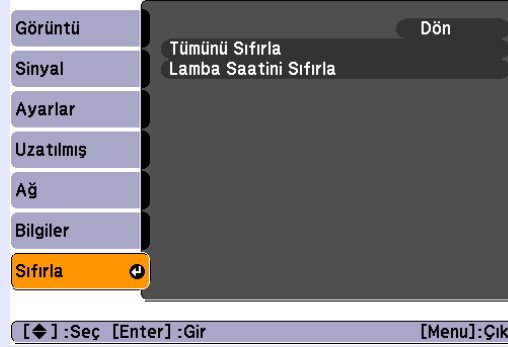 Görüntü
Sinyal
Ayarlar
Uzatılmış
Ağ
Bilgiler
Sıfırla
Dön
Tümünü Sıfırla
Lamba Saatini Sıfırla
[◆]:Seç [Enter]:Gir [Menu]:Çık